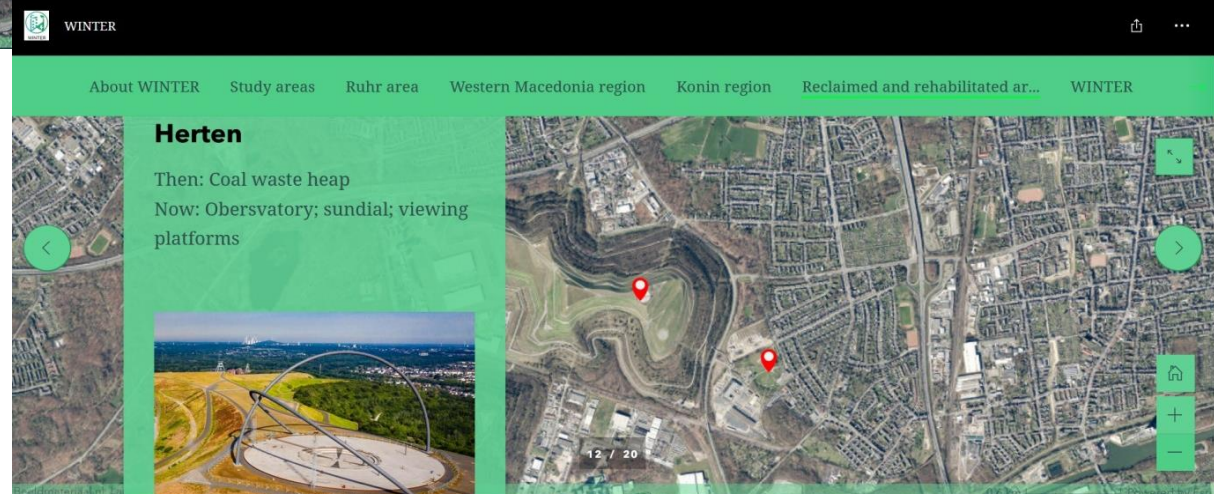 WINTER
About WINTER
Study areas
Ruhr area
Western Macedonia region
Konin region
Reclaimed and rehabilitated ar...
WINTER
Herten
Then: Coal waste heap
Now: Obersvatory; sundial; viewing
platforms
12 / 20